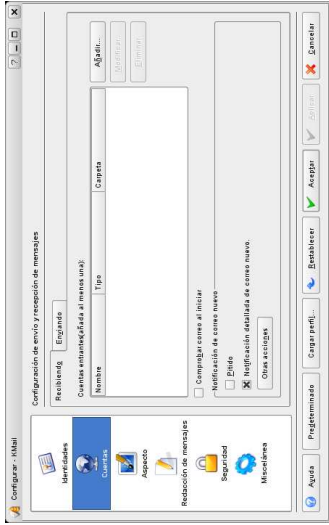 Configurar - KMail
Identidades
Cuentas
Aspecto
Redacción de mensajes
Seguridad
Miscelánea
Configuración de envío y recepción de mensajes
Recibiendo
Enviando
Cuentas entrantes(añada al menos una):
Nombre
Tipo
Carpeta
Añadir...
Modificar...
Eliminar
Comprobar correo al iniciar
Notificación de correo nuevo
Pitido
Notificación detallada de correo nuevo.
Otras acciones
Ayuda
Predeterminado
Cargar perfil...
Restablecer
Aceptar
Aplicar
Cancelar